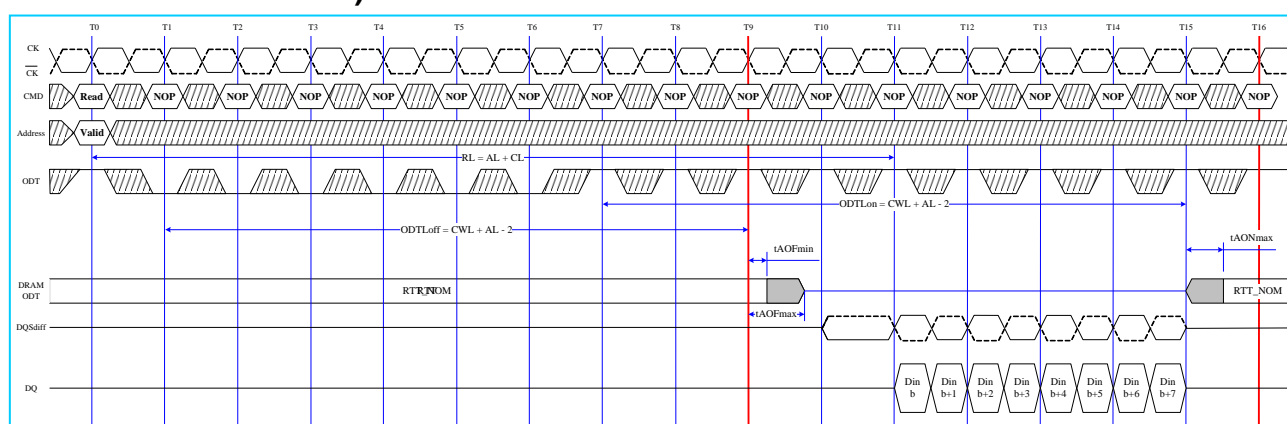 T0 T1 T2 T3 T4 T5 T6 T7 T8 T9 T10 T11 T12 T13 T14 T15 T16
CK
CK
CMD Read NOP NOP NOP NOP NOP NOP NOP NOP NOP NOP NOP NOP NOP NOP NOP NOP
Address Valid
RL = AL + CL
ODT
ODTLon = CWL + AL - 2
ODTLoff = CWL + AL - 2
tAOFmin tAONmax
DRAM
ODT
RTT_NOM RTT_NOM
tAOFmax
DQSdiff
DQ
Din b Din b+1 Din b+2 Din b+3 Din b+4 Din b+5 Din b+6 Din b+7